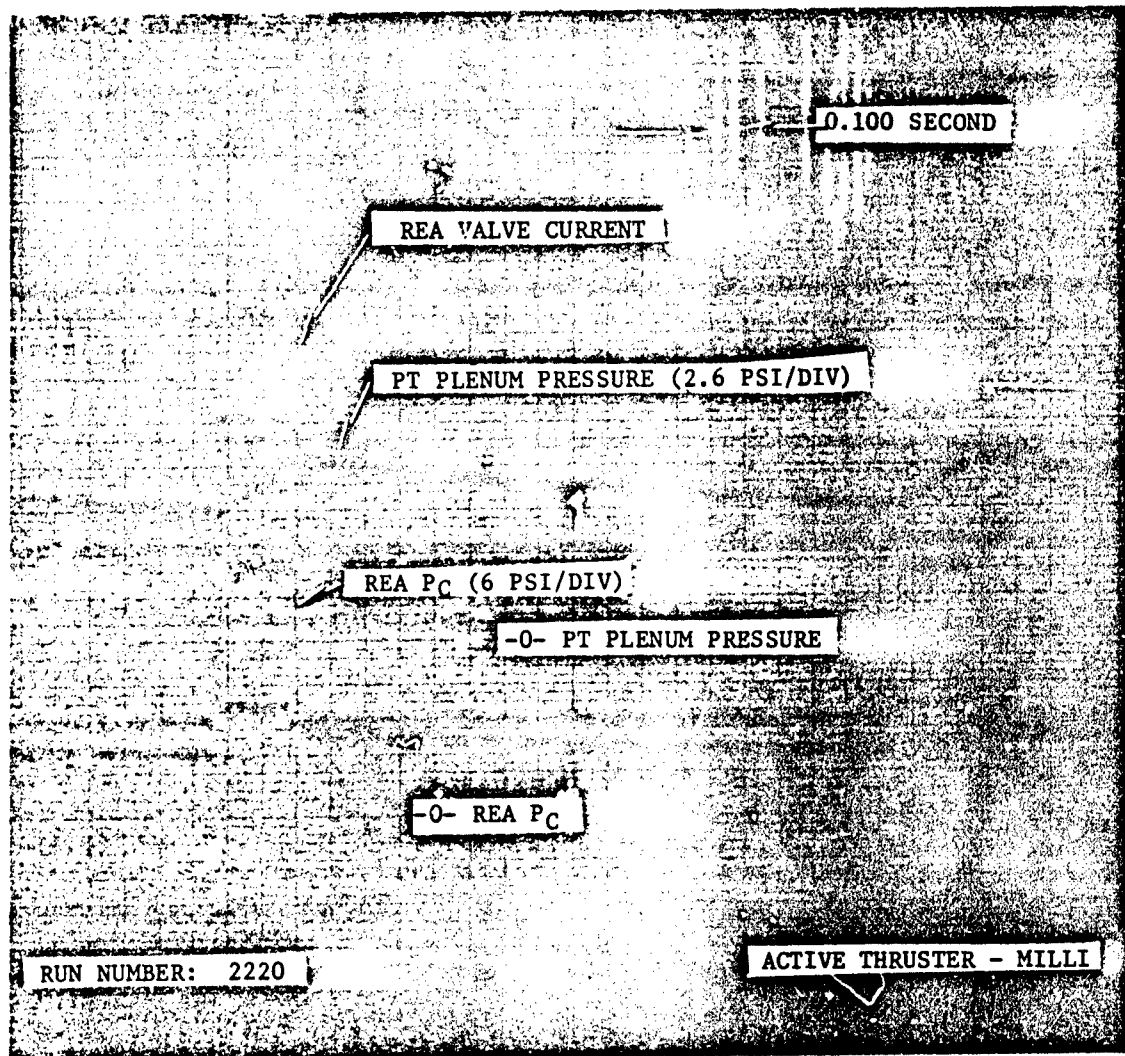 0.100 SECOND
REA VALVE CURRENT
PT PLENUM PRESSURE (2.6 PSI/DIV)
REA PC (6 PSI/DIV)
-0- PT PLENUM PRESSURE
-0- REA PC
RUN NUMBER: 2220
ACTIVE THRUSTER - MILLI